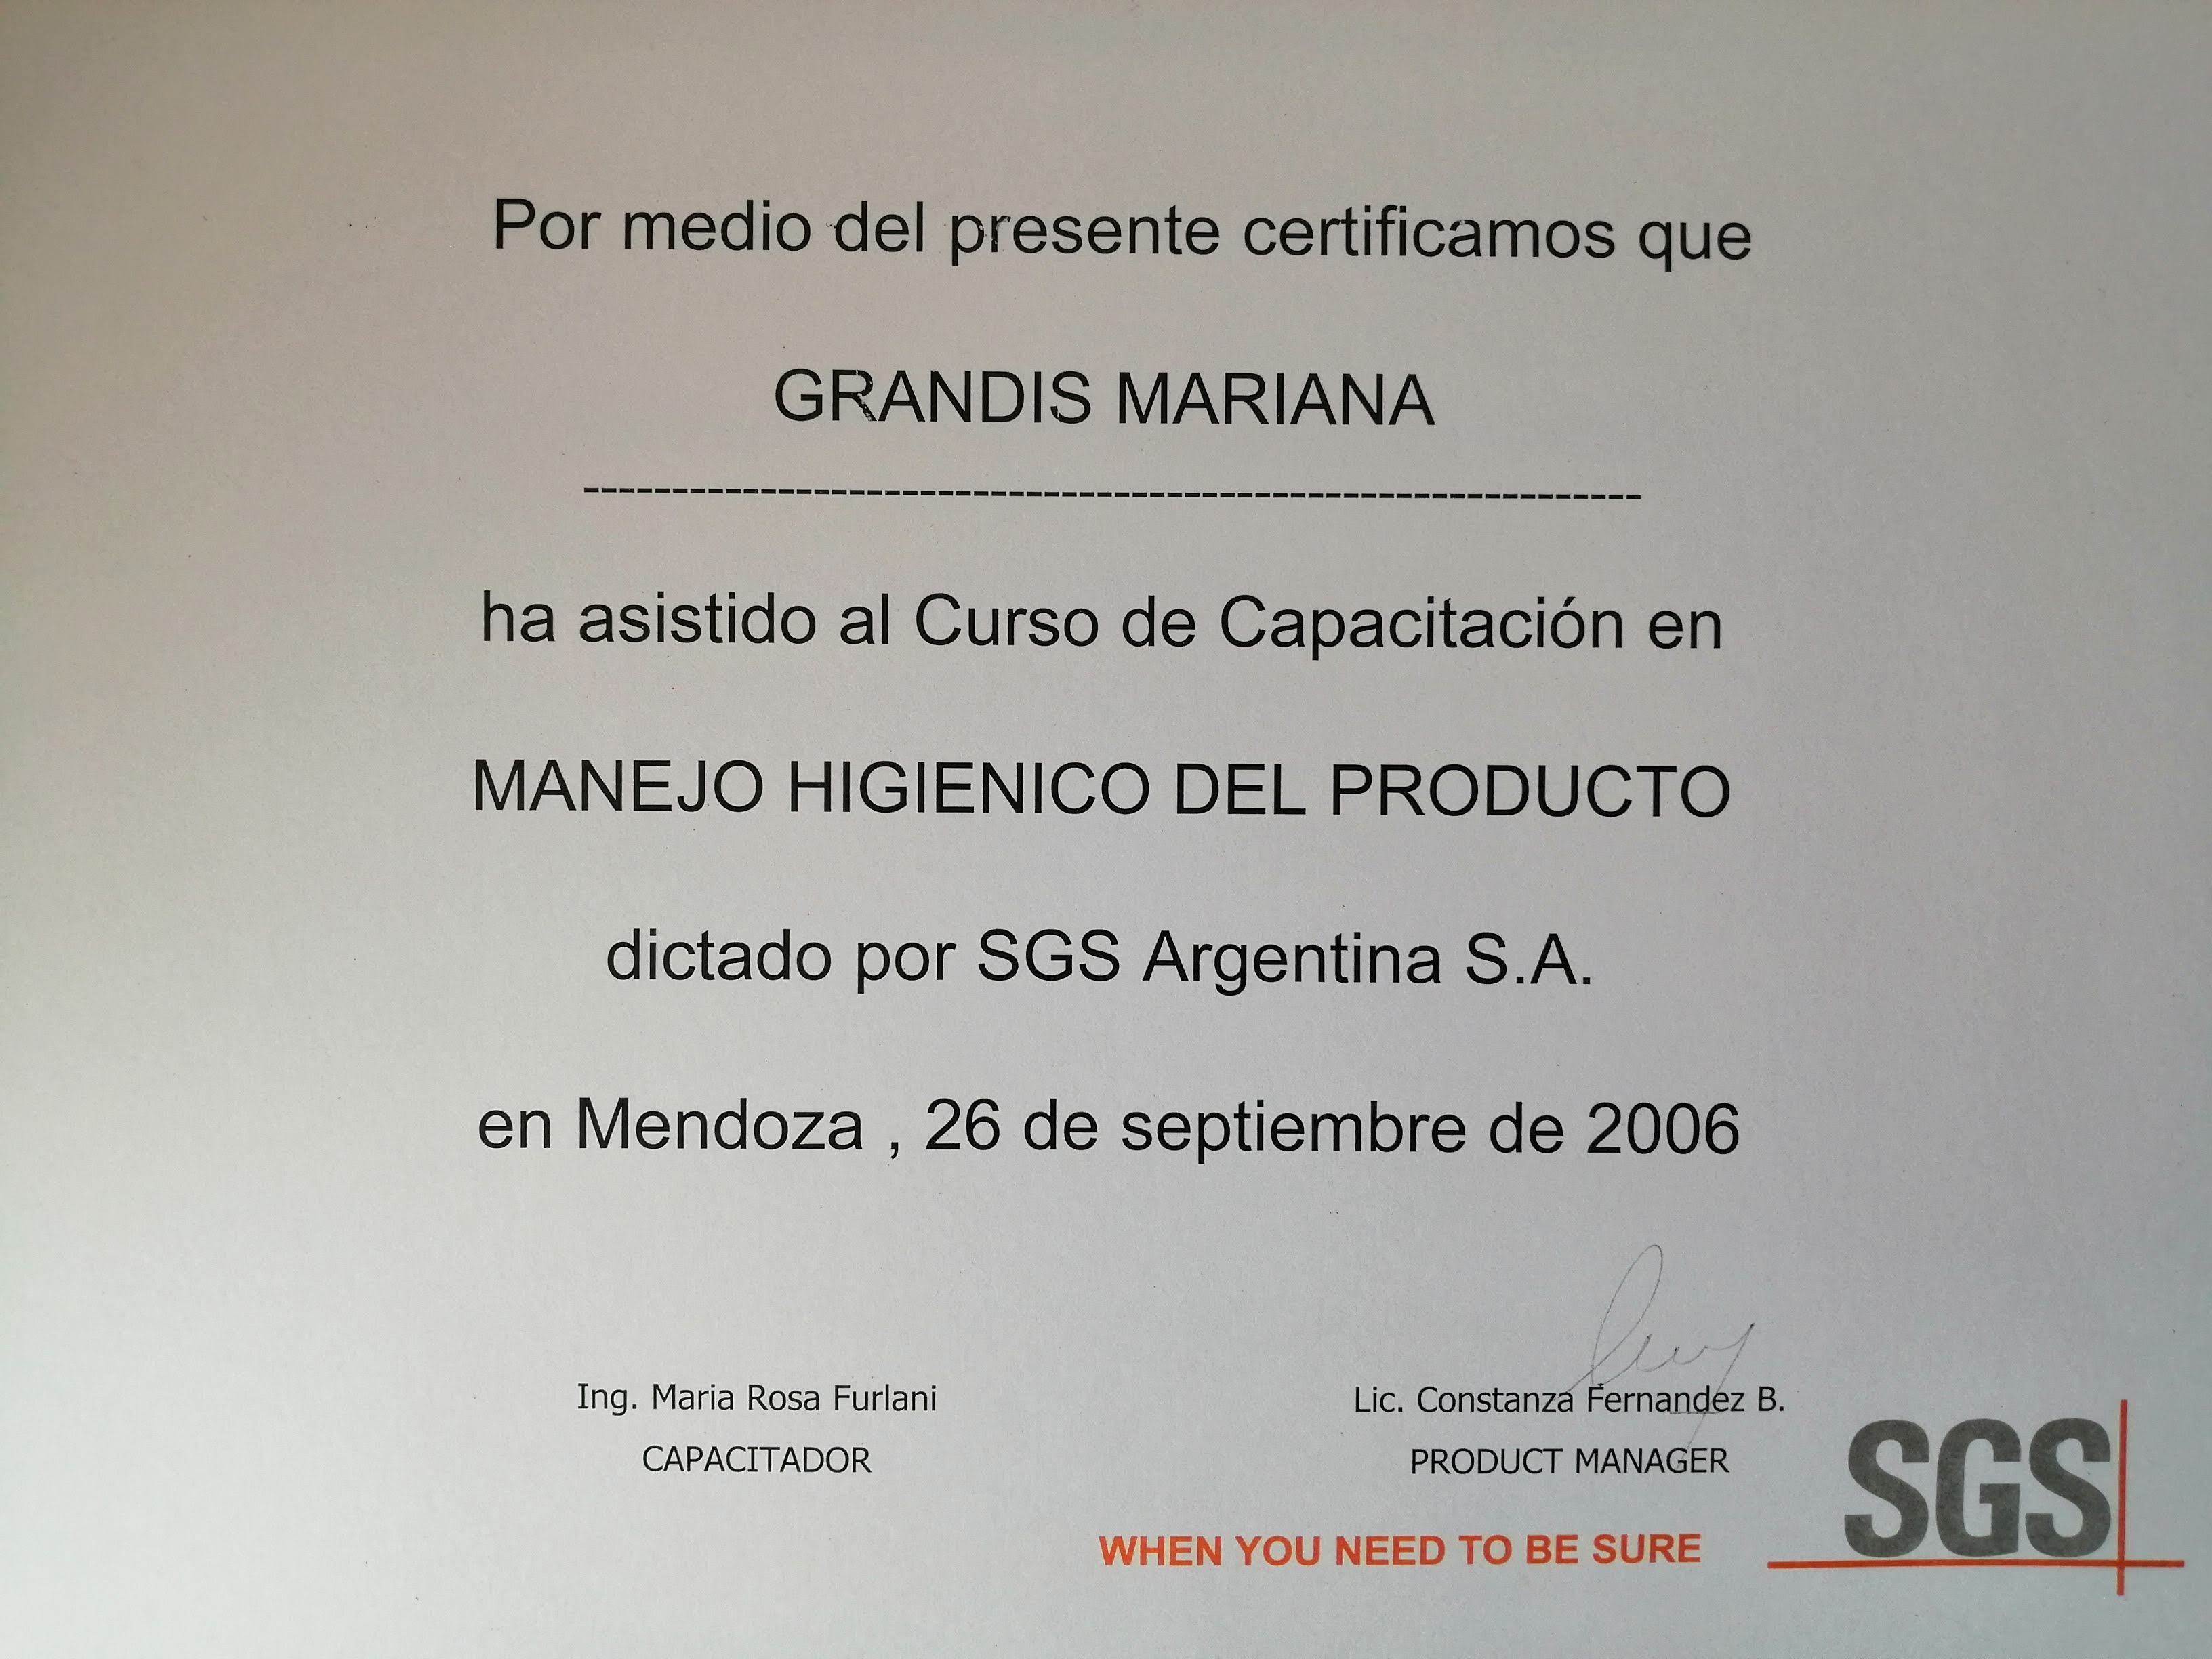 Por medio del presente certificamos que
GRANDIS MARIANA
------------------------------------------------------------
ha asistido al Curso de Capacitación en
MANEJO HIGIENICO DEL PRODUCTO
dictado por SGS Argentina S.A.
en Mendoza , 26 de septiembre de 2006
Ing. Maria Rosa Furlani
CAPACITADOR
Lic. Constanza Fernandez B.
PRODUCT MANAGER
WHEN YOU NEED TO BE SURE
SGS